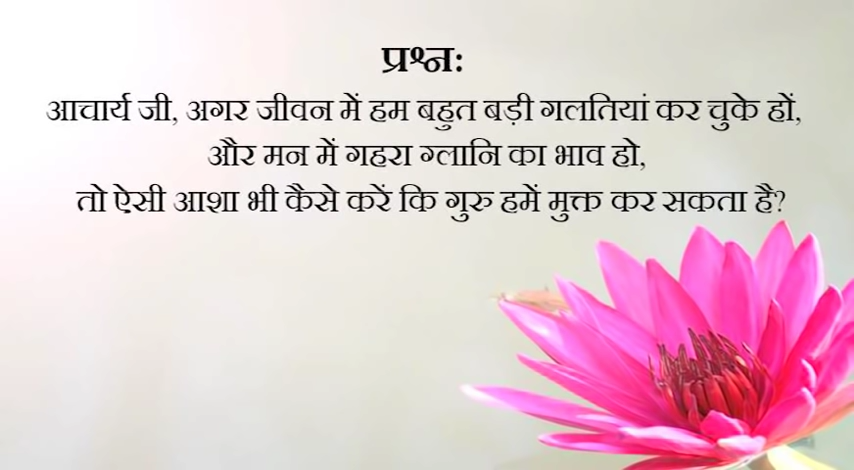 प्रश्न:
आचार्य जी, अगर जीवन में हम बहुत बड़ी गलतियां कर चुके हों,
और मन में गहरा ग्लानि का भाव हो,
तो ऐसी आशा भी कैसे करें कि गुरु हमें मुक्त कर सकता है?